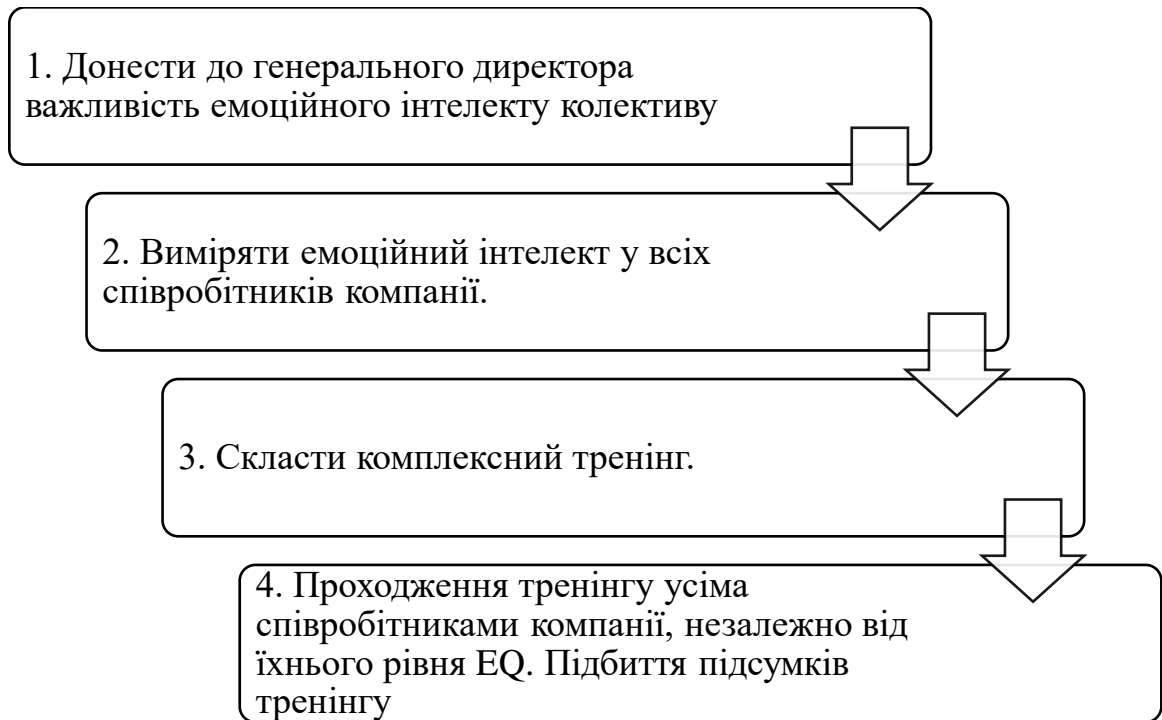 1. Донести до генерального директора
важливість емоційного інтелекту колективу
2. Виміряти емоційний інтелект у всіх
співробітників компанії.
3. Скласти комплексний тренінг.
4. Проходження тренінгу усіма
співробітниками компанії, незалежно від
їхнього рівня EQ. Підбиття підсумків
тренінгу